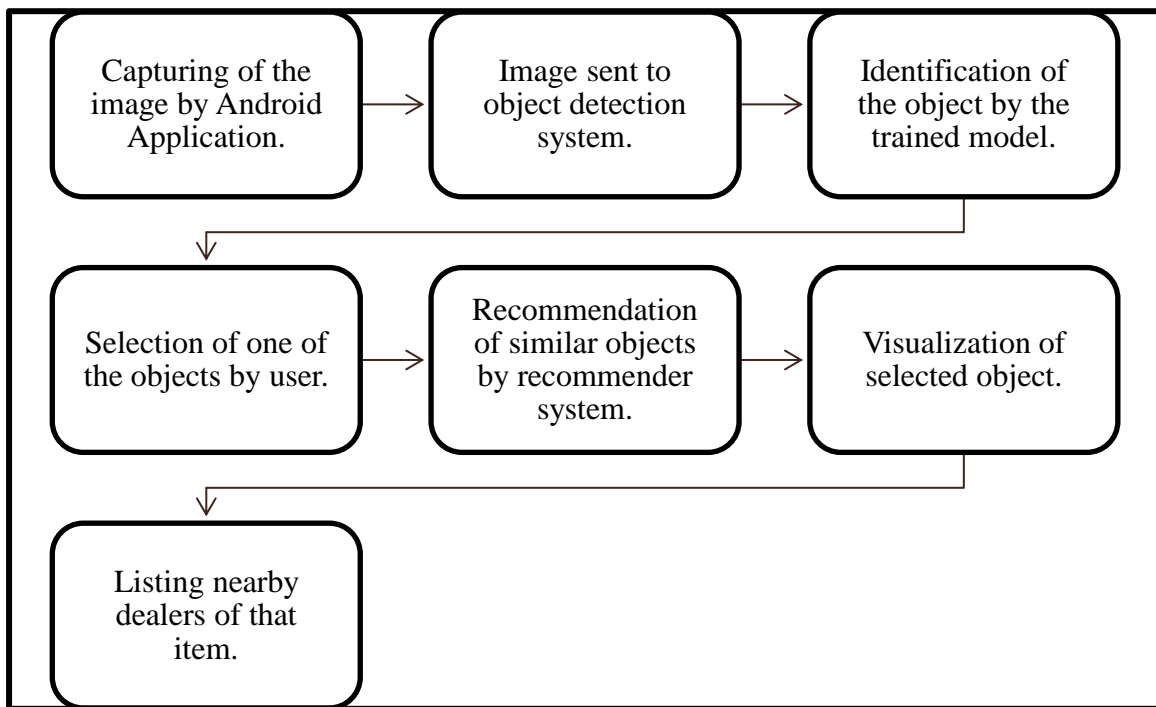 Capturing of the
image by Android
Application.
Image sent to
object detection
system.
Identification of
the object by the
trained model.
Selection of one of
the objects by user.
Recommendation
of similar objects
by recommender
system.
Visualization of
selected object.
Listing nearby
dealers of that
item.